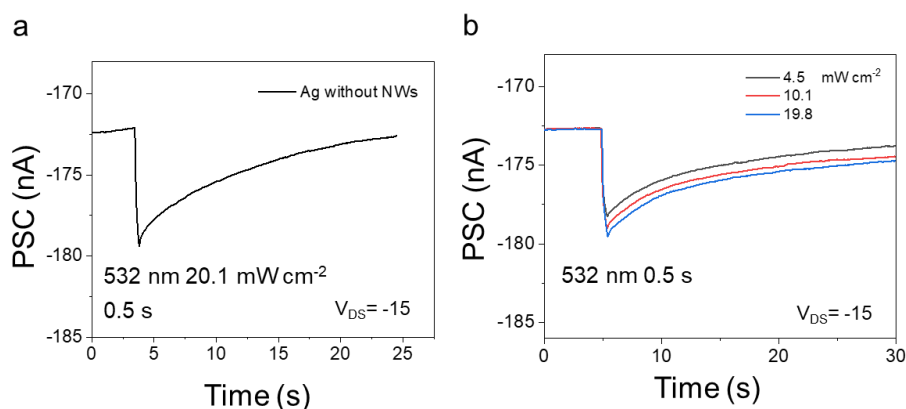 a
PSC (nA)
-170
-175
-180
-185
Ag without NWs
532 nm 20.1 mW cm⁻²
0.5 s
V_DS= -15
0 5 10 15 20 25
Time (s)
b
PSC (nA)
-170
-175
-180
-185
4.5 mW cm⁻²
10.1
19.8
532 nm 0.5 s
V_DS= -15
0 10 20 30
Time (s)